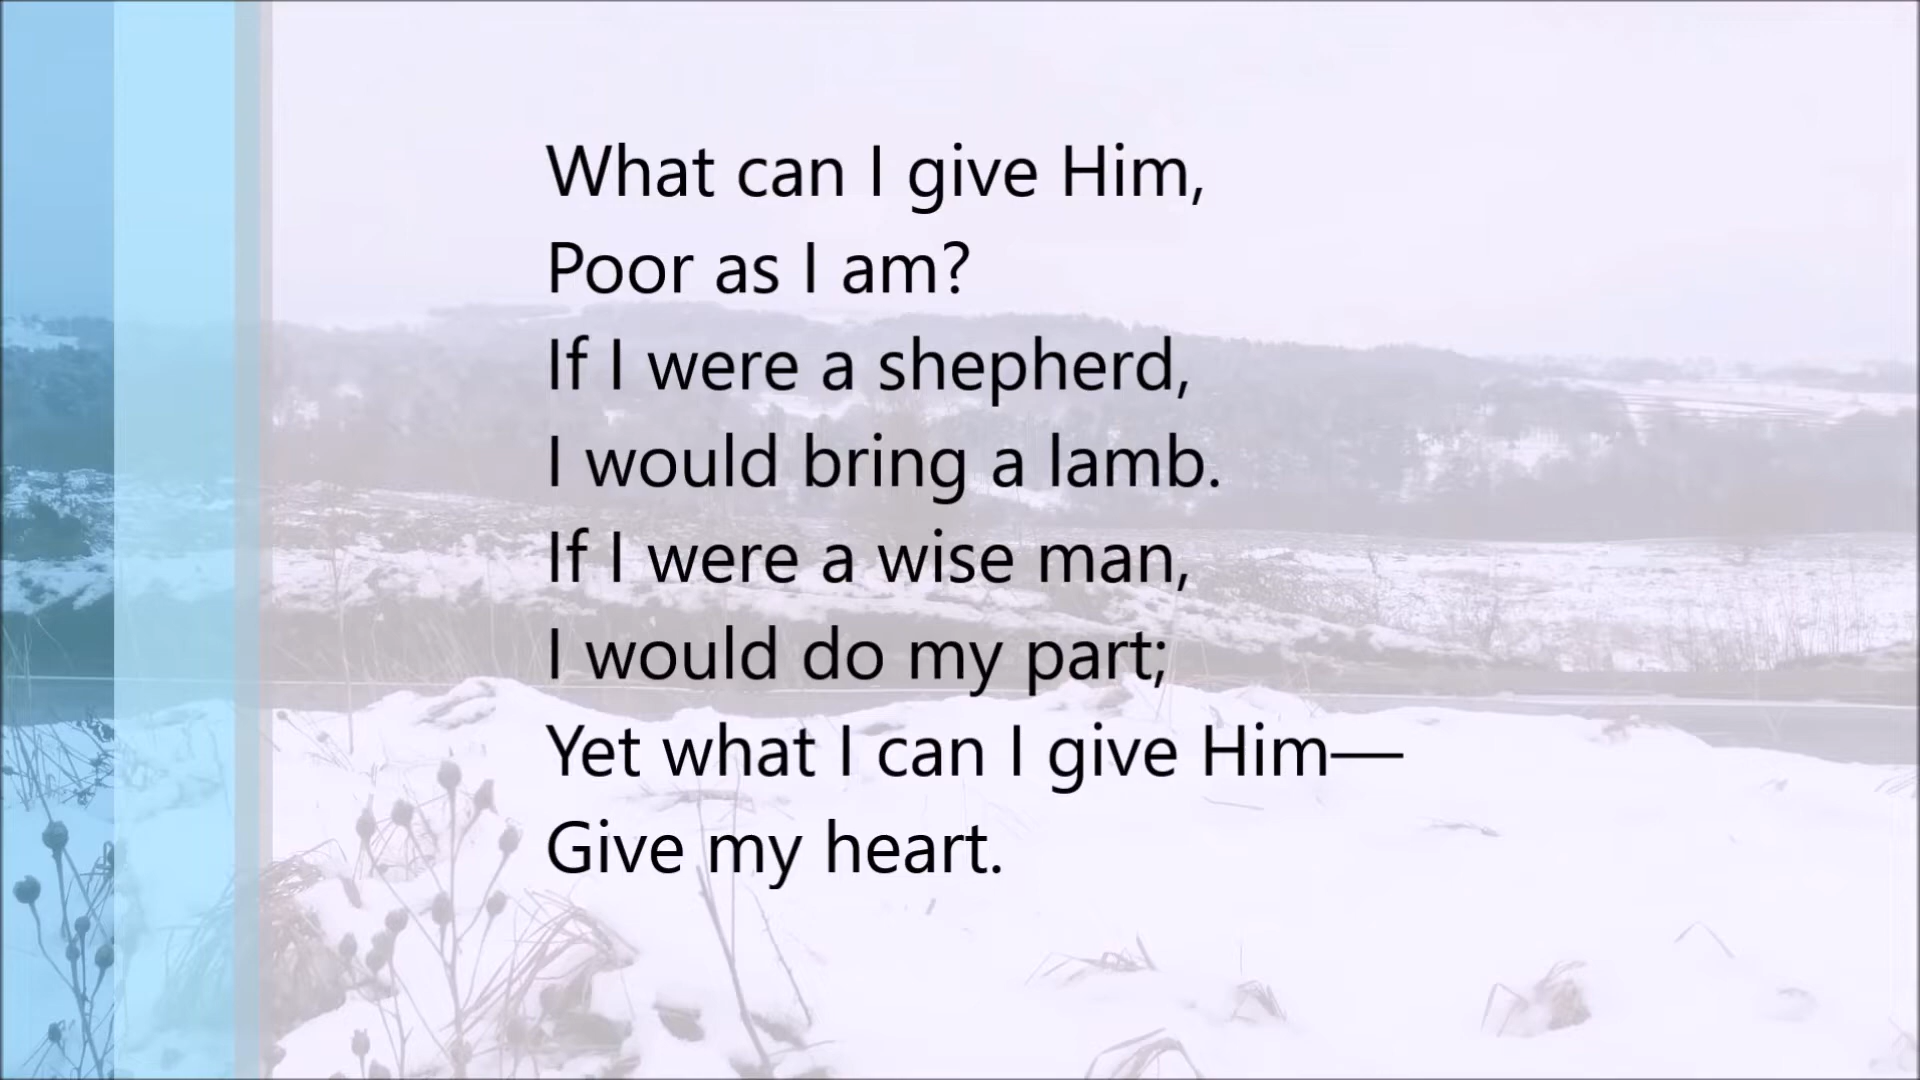 What can I give Him,
Poor as I am?
If I were a shepherd,
I would bring a lamb.
If I were a wise man,
I would do my part;
Yet what I can I give Him—
Give my heart.